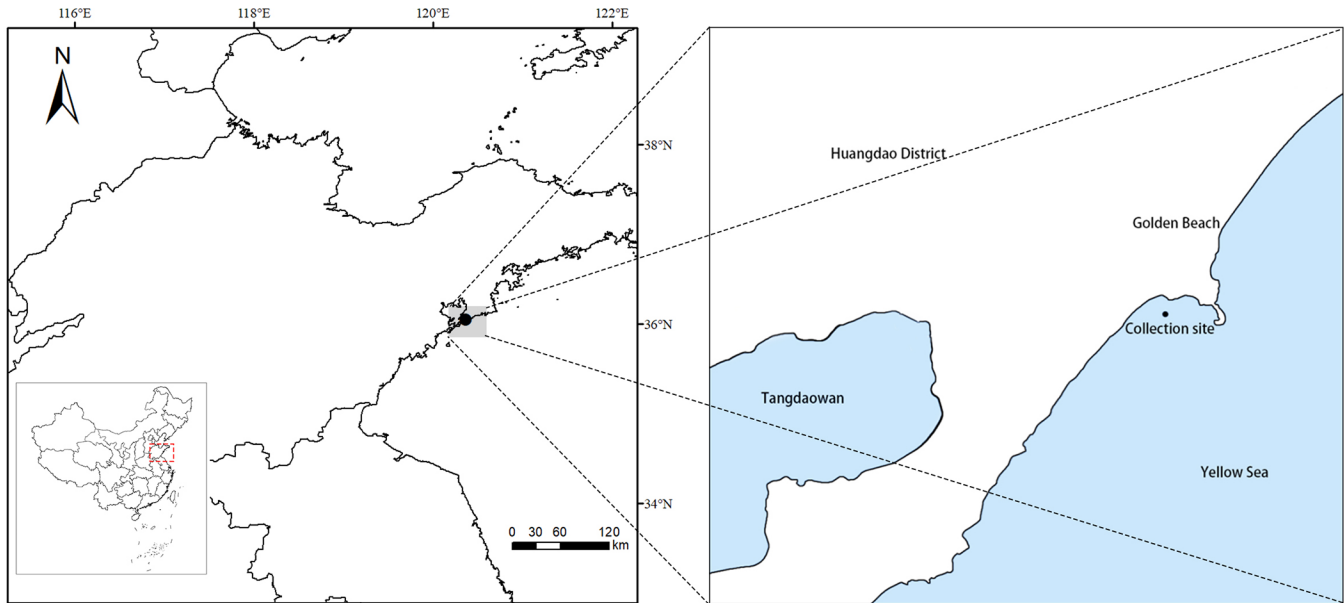 116°E
118°E
120°E
122°E
N
38°N
36°N
34°N
0 30 60 120
km
Huangdao District
Golden Beach
Collection site
Tangdaowan
Yellow Sea